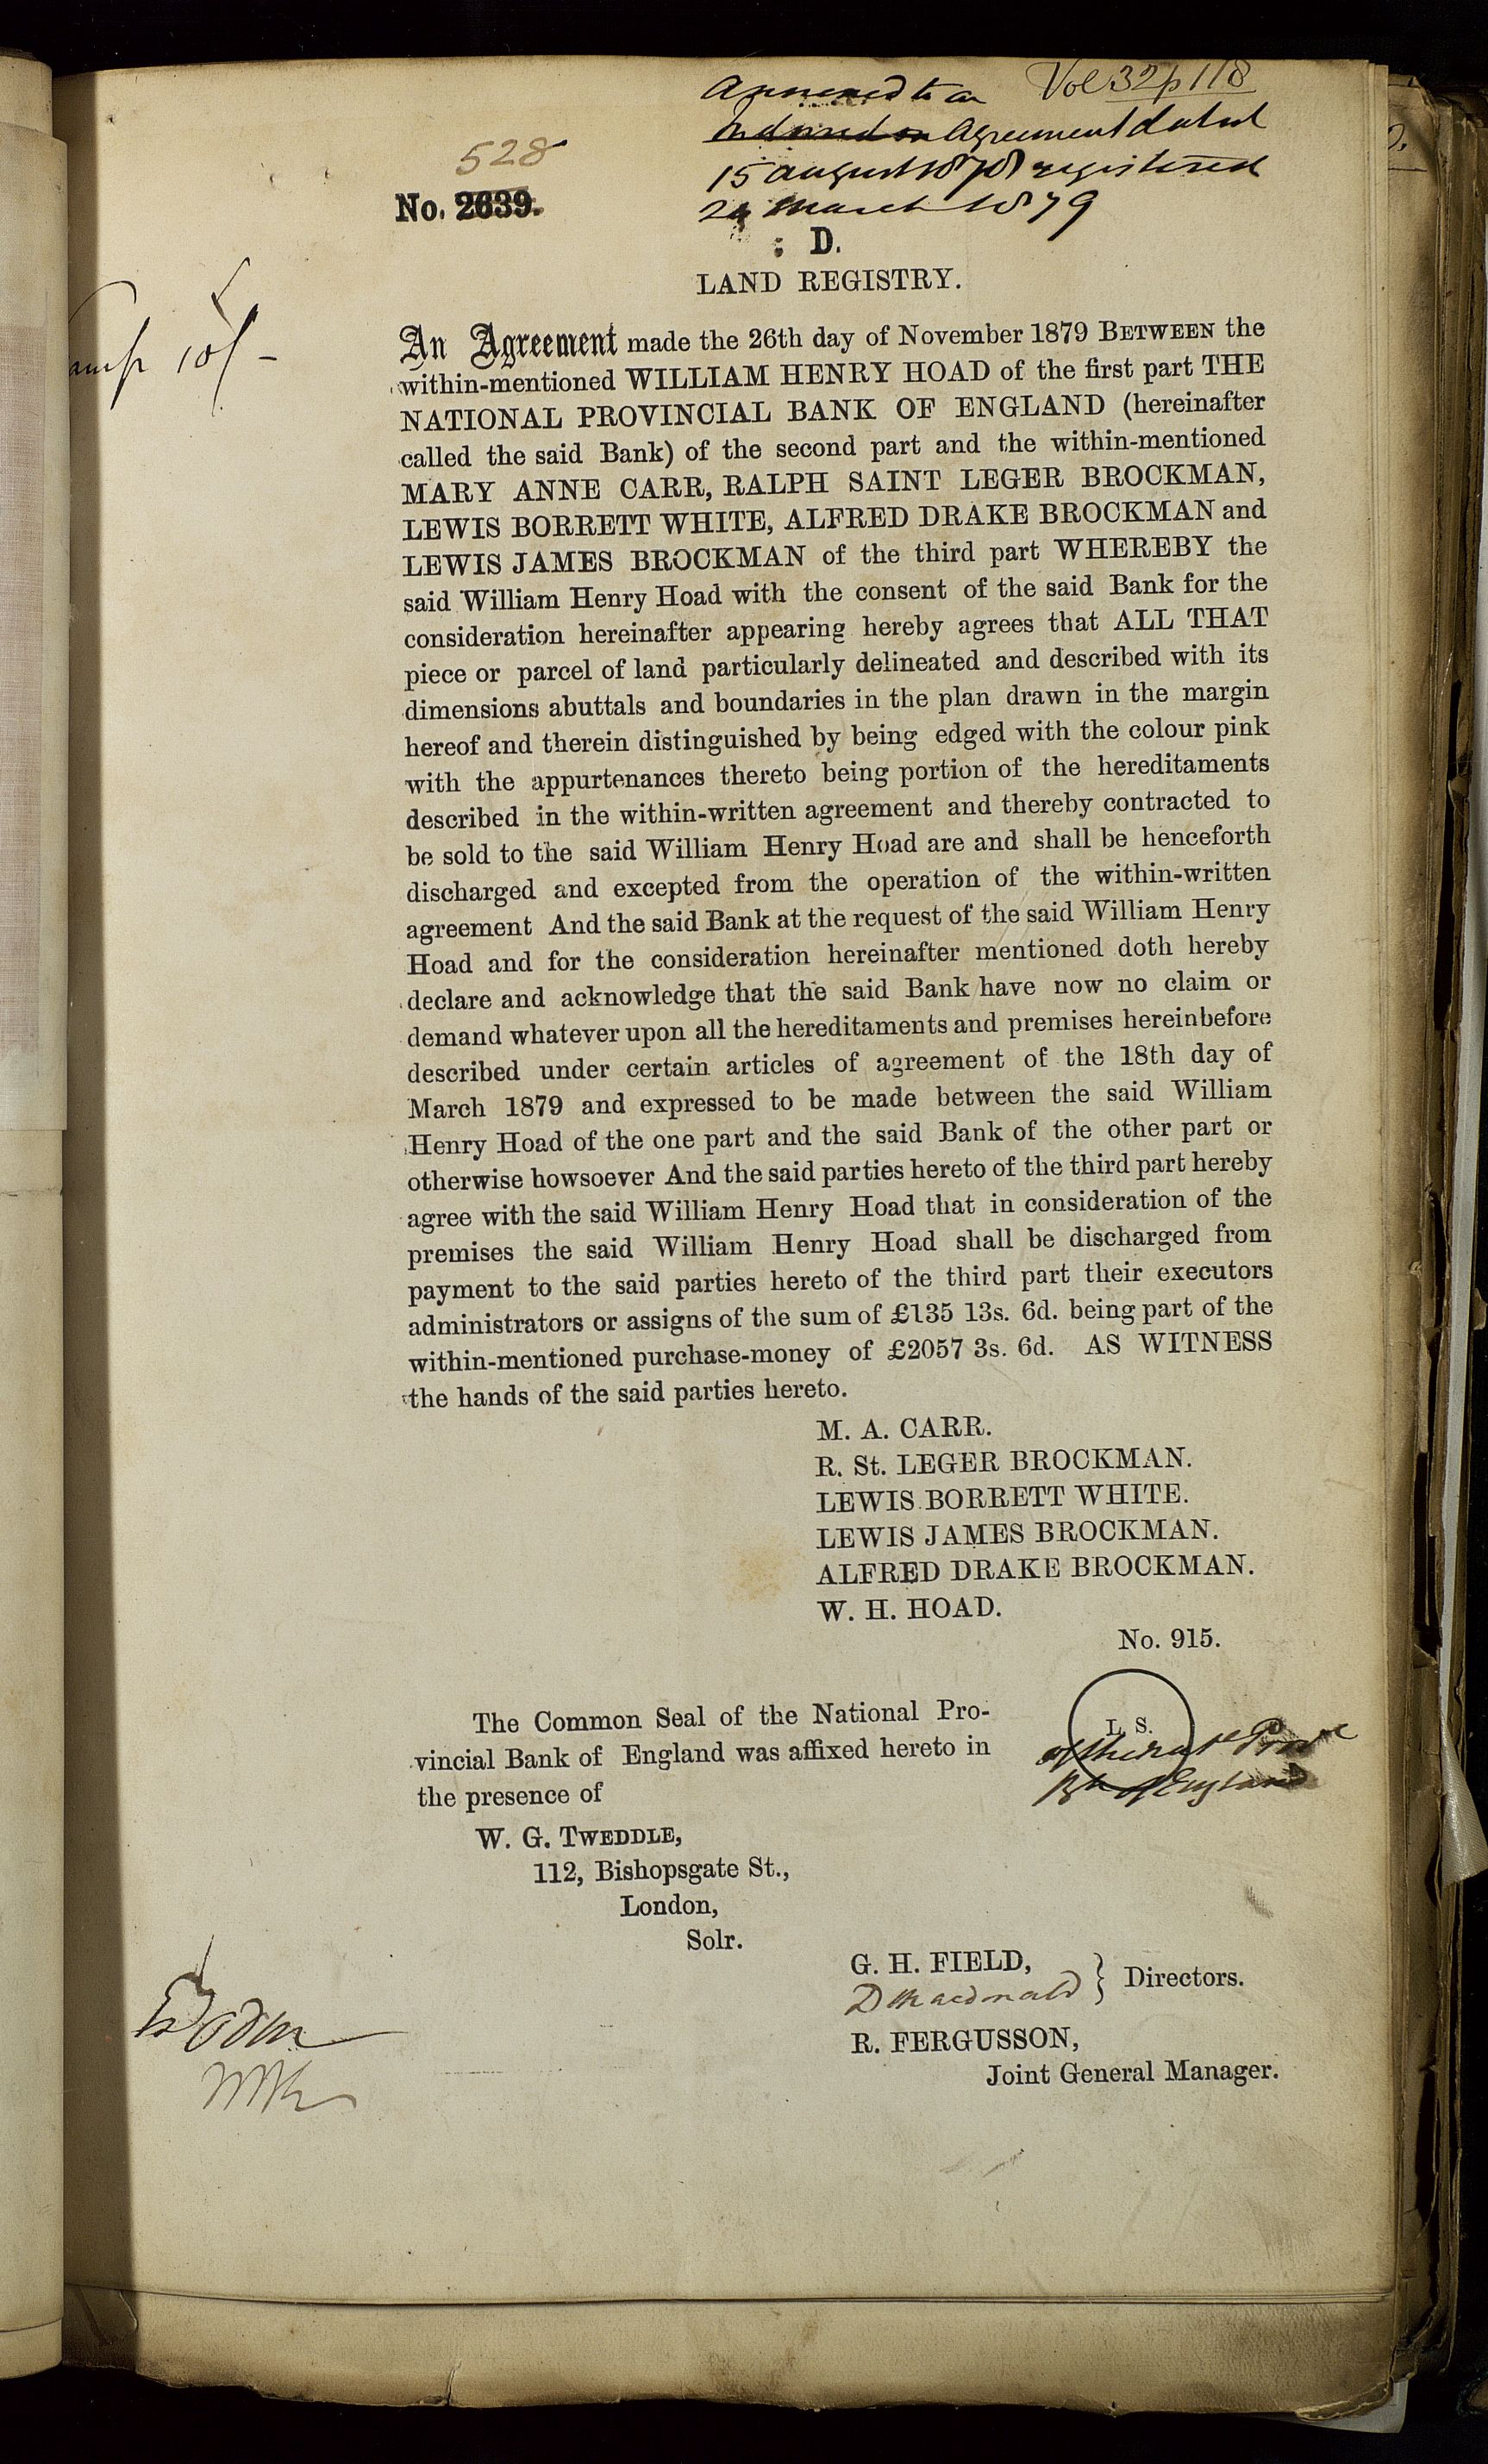 Annexed to an Vol 32 p 118
Indorsed on Agreement dated
528 15 August 1878 registered
No. 2639. 24 March 1879
D.
LAND REGISTRY.
10/-
An Agreement made the 26th day of November 1879 BETWEEN the
within-mentioned WILLIAM HENRY HOAD of the first part THE
NATIONAL PROVINCIAL BANK OF ENGLAND (hereinafter
called the said Bank) of the second part and the within-mentioned
MARY ANNE CARR, RALPH SAINT LEGER BROCKMAN,
LEWIS BORRETT WHITE, ALFRED DRAKE BROCKMAN and
LEWIS JAMES BROCKMAN of the third part WHEREBY the
said William Henry Hoad with the consent of the said Bank for the
consideration hereinafter appearing hereby agrees that ALL THAT
piece or parcel of land particularly delineated and described with its
dimensions abuttals and boundaries in the plan drawn in the margin
hereof and therein distinguished by being edged with the colour pink
with the appurtenances thereto being portion of the hereditaments
described in the within-written agreement and thereby contracted to
be sold to the said William Henry Hoad are and shall be henceforth
discharged and excepted from the operation of the within-written
agreement And the said Bank at the request of the said William Henry
Hoad and for the consideration hereinafter mentioned doth hereby
declare and acknowledge that the said Bank have now no claim or
demand whatever upon all the hereditaments and premises hereinbefore
described under certain articles of agreement of the 18th day of
March 1879 and expressed to be made between the said William
Henry Hoad of the one part and the said Bank of the other part or
otherwise howsoever And the said parties hereto of the third part hereby
agree with the said William Henry Hoad that in consideration of the
premises the said William Henry Hoad shall be discharged from
payment to the said parties hereto of the third part their executors
administrators or assigns of the sum of £135 13s. 6d. being part of the
within-mentioned purchase-money of £2057 3s. 6d. AS WITNESS
the hands of the said parties hereto.
M. A. CARR.
R. St. LEGER BROCKMAN.
LEWIS BORRETT WHITE.
LEWIS JAMES BROCKMAN.
ALFRED DRAKE BROCKMAN.
W. H. HOAD.
No. 915.
L. S.
of the Natl Provl
Bk of England
The Common Seal of the National Pro-
vincial Bank of England was affixed hereto in
the presence of
W. G. TWEDDLE,
112, Bishopsgate St.,
London,
Solr.
G. H. FIELD,
D Macdonald } Directors.
R. FERGUSSON,
Joint General Manager.